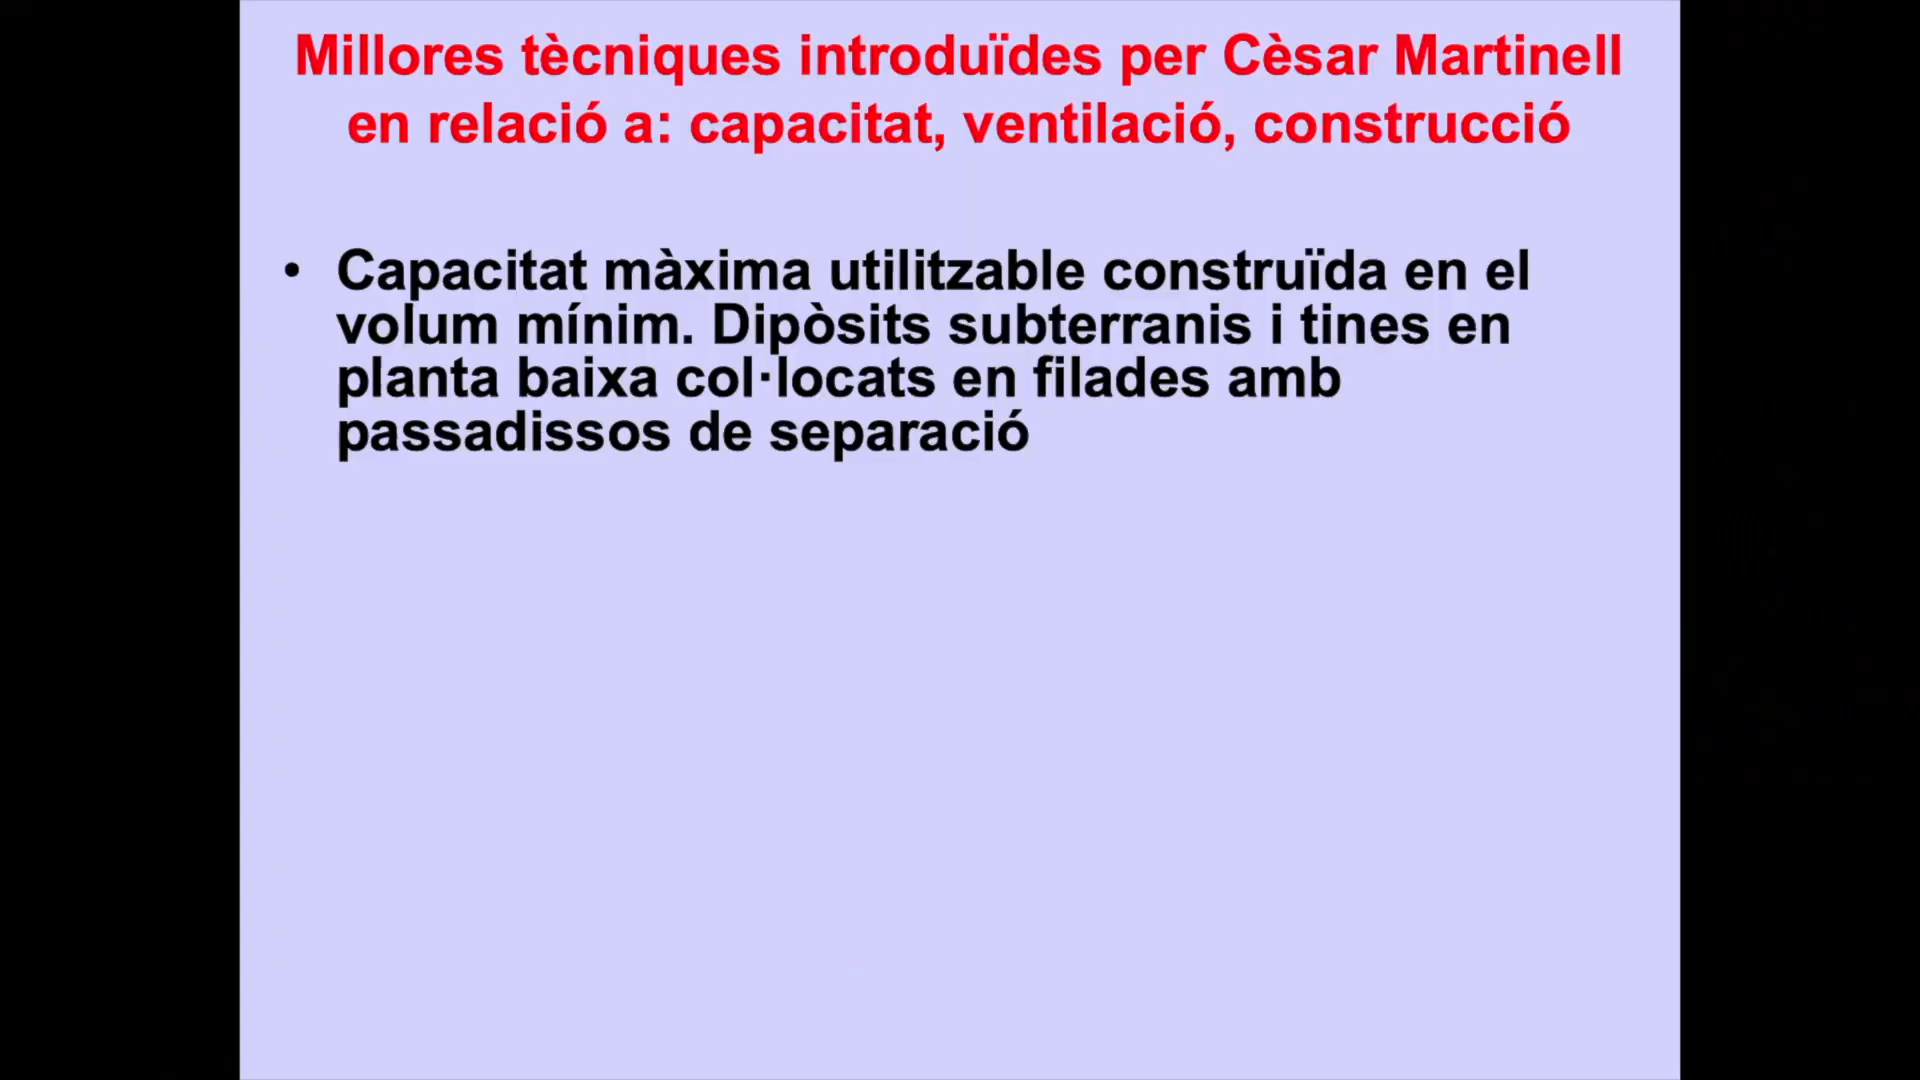 Millores tècniques introduïdes per Cèsar Martinell
en relació a: capacitat, ventilació, construcció
• Capacitat màxima utilitzable construïda en el
volum mínim. Dipòsits subterranis i tines en
planta baixa col·locats en filades amb
passadissos de separació